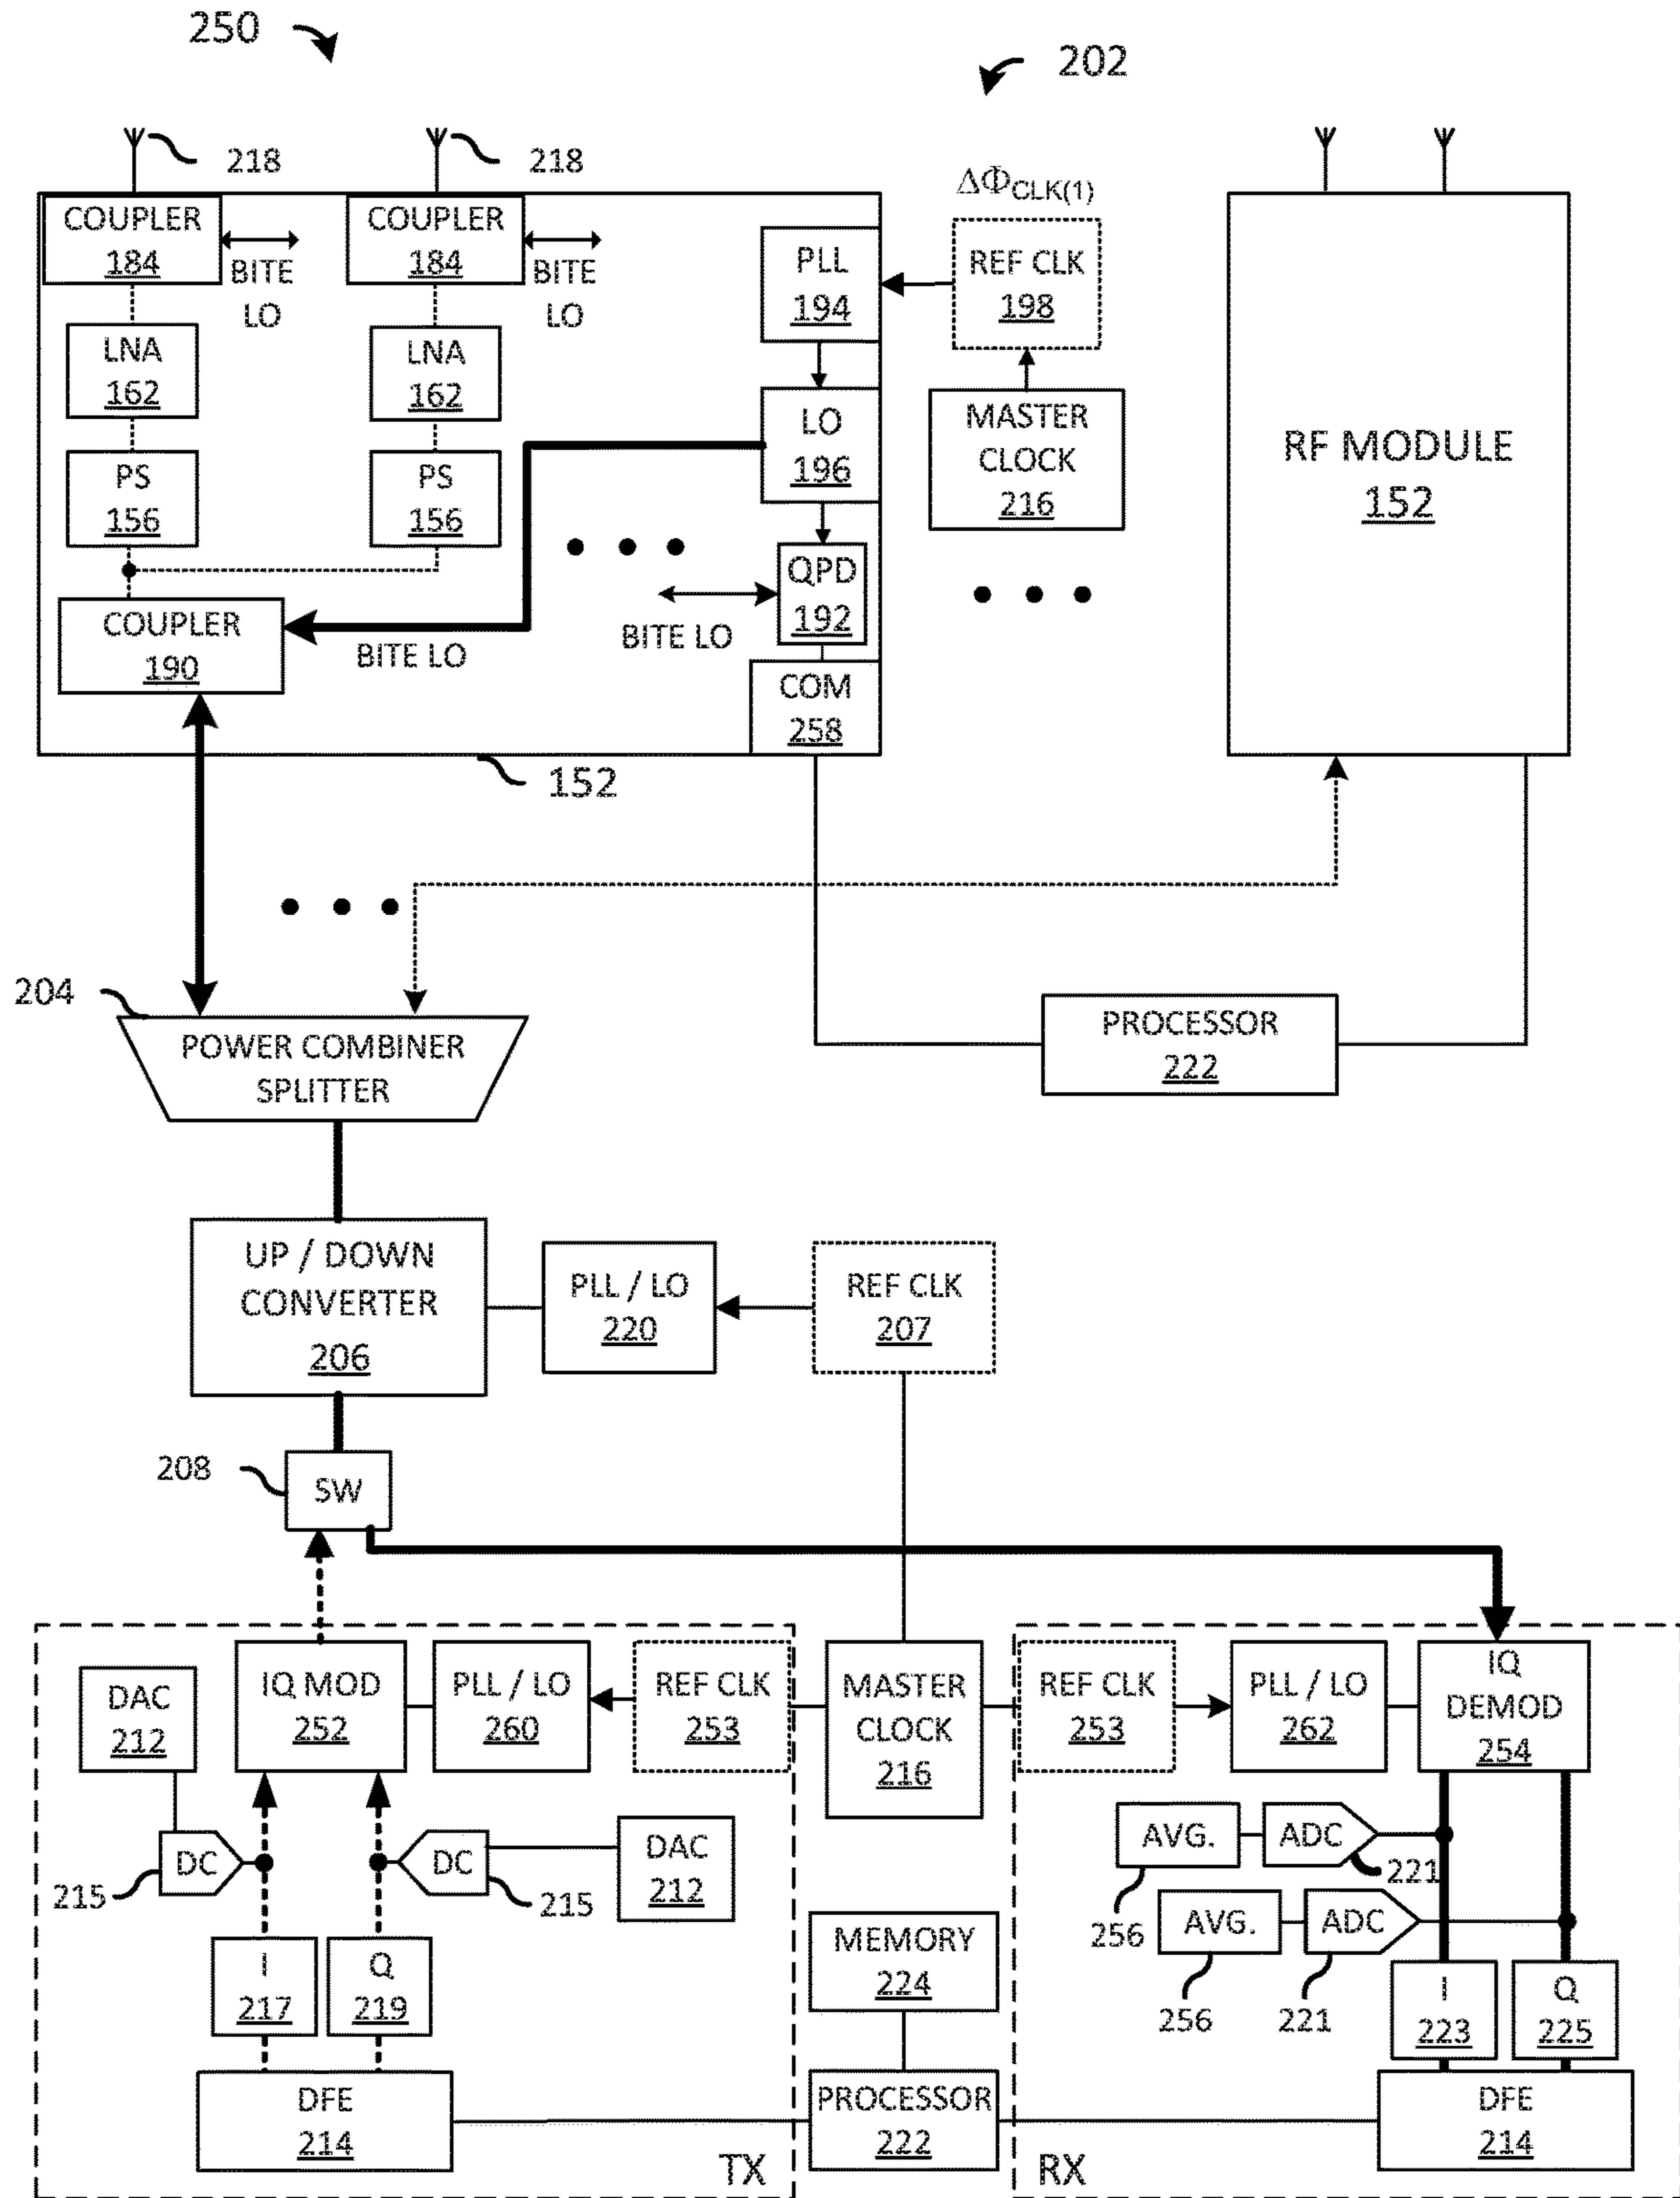 250
202
218
218
ΔΦCLK(1)
COUPLER
184
BITE
LO
COUPLER
184
BITE
LO
PLL
194
REF CLK
198
LNA
162
LNA
162
LO
196
MASTER
CLOCK
216
RF MODULE
152
PS
156
PS
156
QPD
192
BITE LO
COUPLER
190
BITE LO
COM
258
152
204
POWER COMBINER
SPLITTER
PROCESSOR
222
UP / DOWN
CONVERTER
206
PLL / LO
220
REF CLK
207
208
SW
DAC
212
IQ MOD
252
PLL / LO
260
REF CLK
253
MASTER
CLOCK
216
REF CLK
253
PLL / LO
262
IQ
DEMOD
254
DC
215
DC
215
DAC
212
AVG.
ADC
221
256
AVG.
ADC
256
221
I
217
Q
219
MEMORY
224
I
223
Q
225
DFE
214
PROCESSOR
222
DFE
214
TX
RX